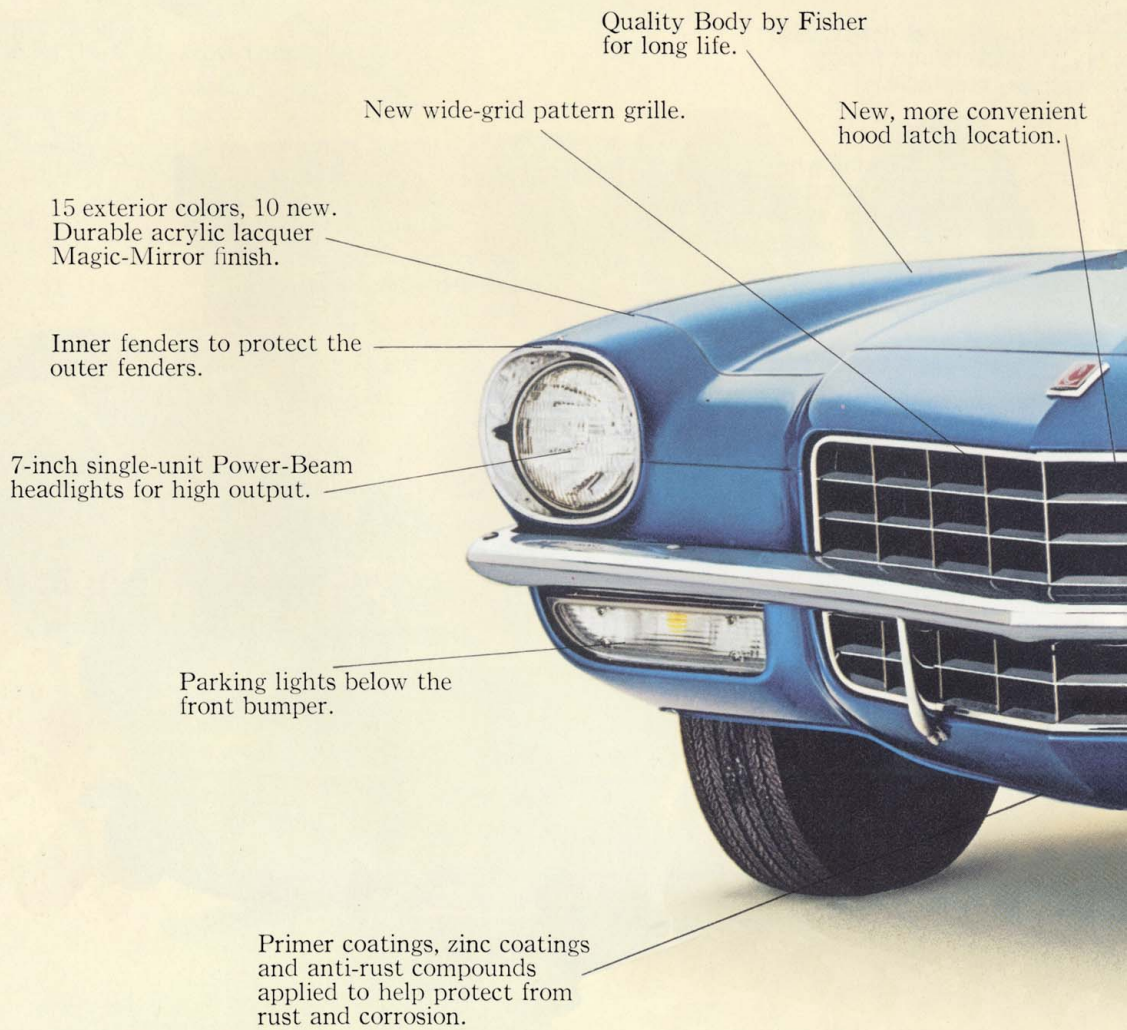 Quality Body by Fisher
for long life.
New wide-grid pattern grille.
New, more convenient
hood latch location.
15 exterior colors, 10 new.
Durable acrylic lacquer
Magic-Mirror finish.
Inner fenders to protect the
outer fenders.
7-inch single-unit Power-Beam
headlights for high output.
Parking lights below the
front bumper.
Primer coatings, zinc coatings
and anti-rust compounds
applied to help protect from
rust and corrosion.